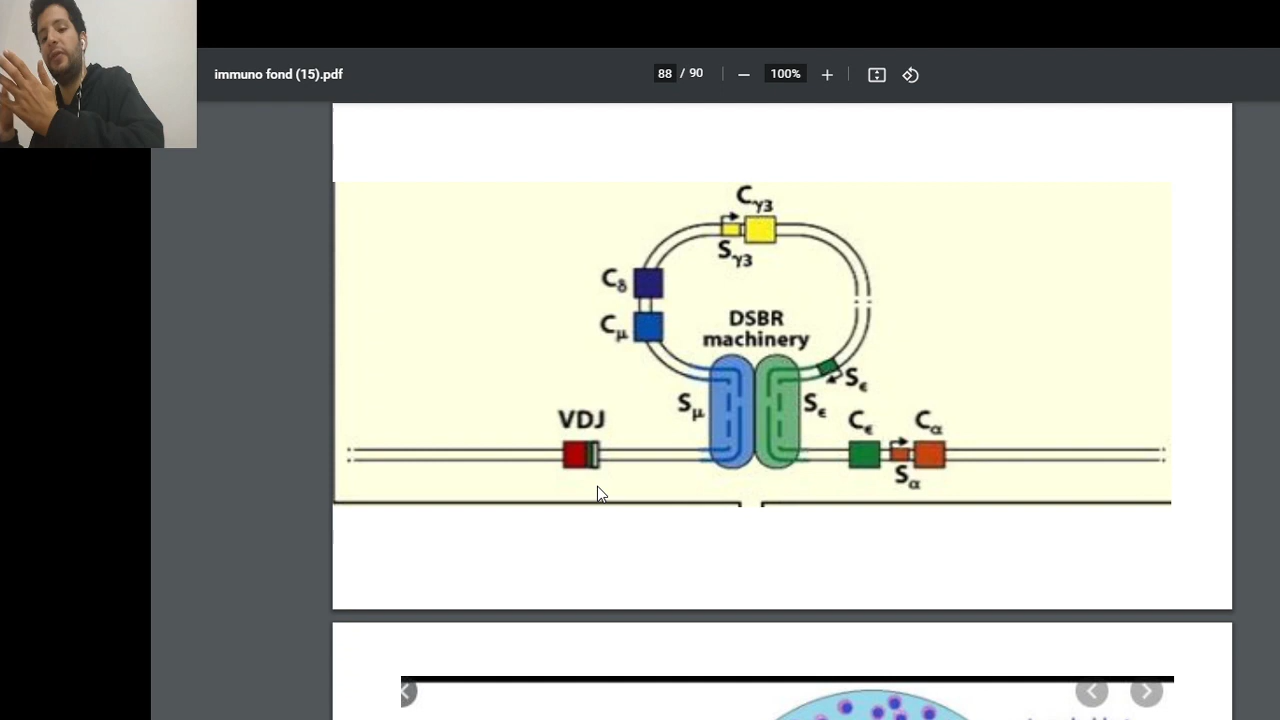 immuno fond (15).pdf
88 / 90
100%
Cγ3
Sγ3
Cδ
Cμ
DSBR
machinery
Sε
Sμ
Sε
VDJ
Cε
Cα
Sα